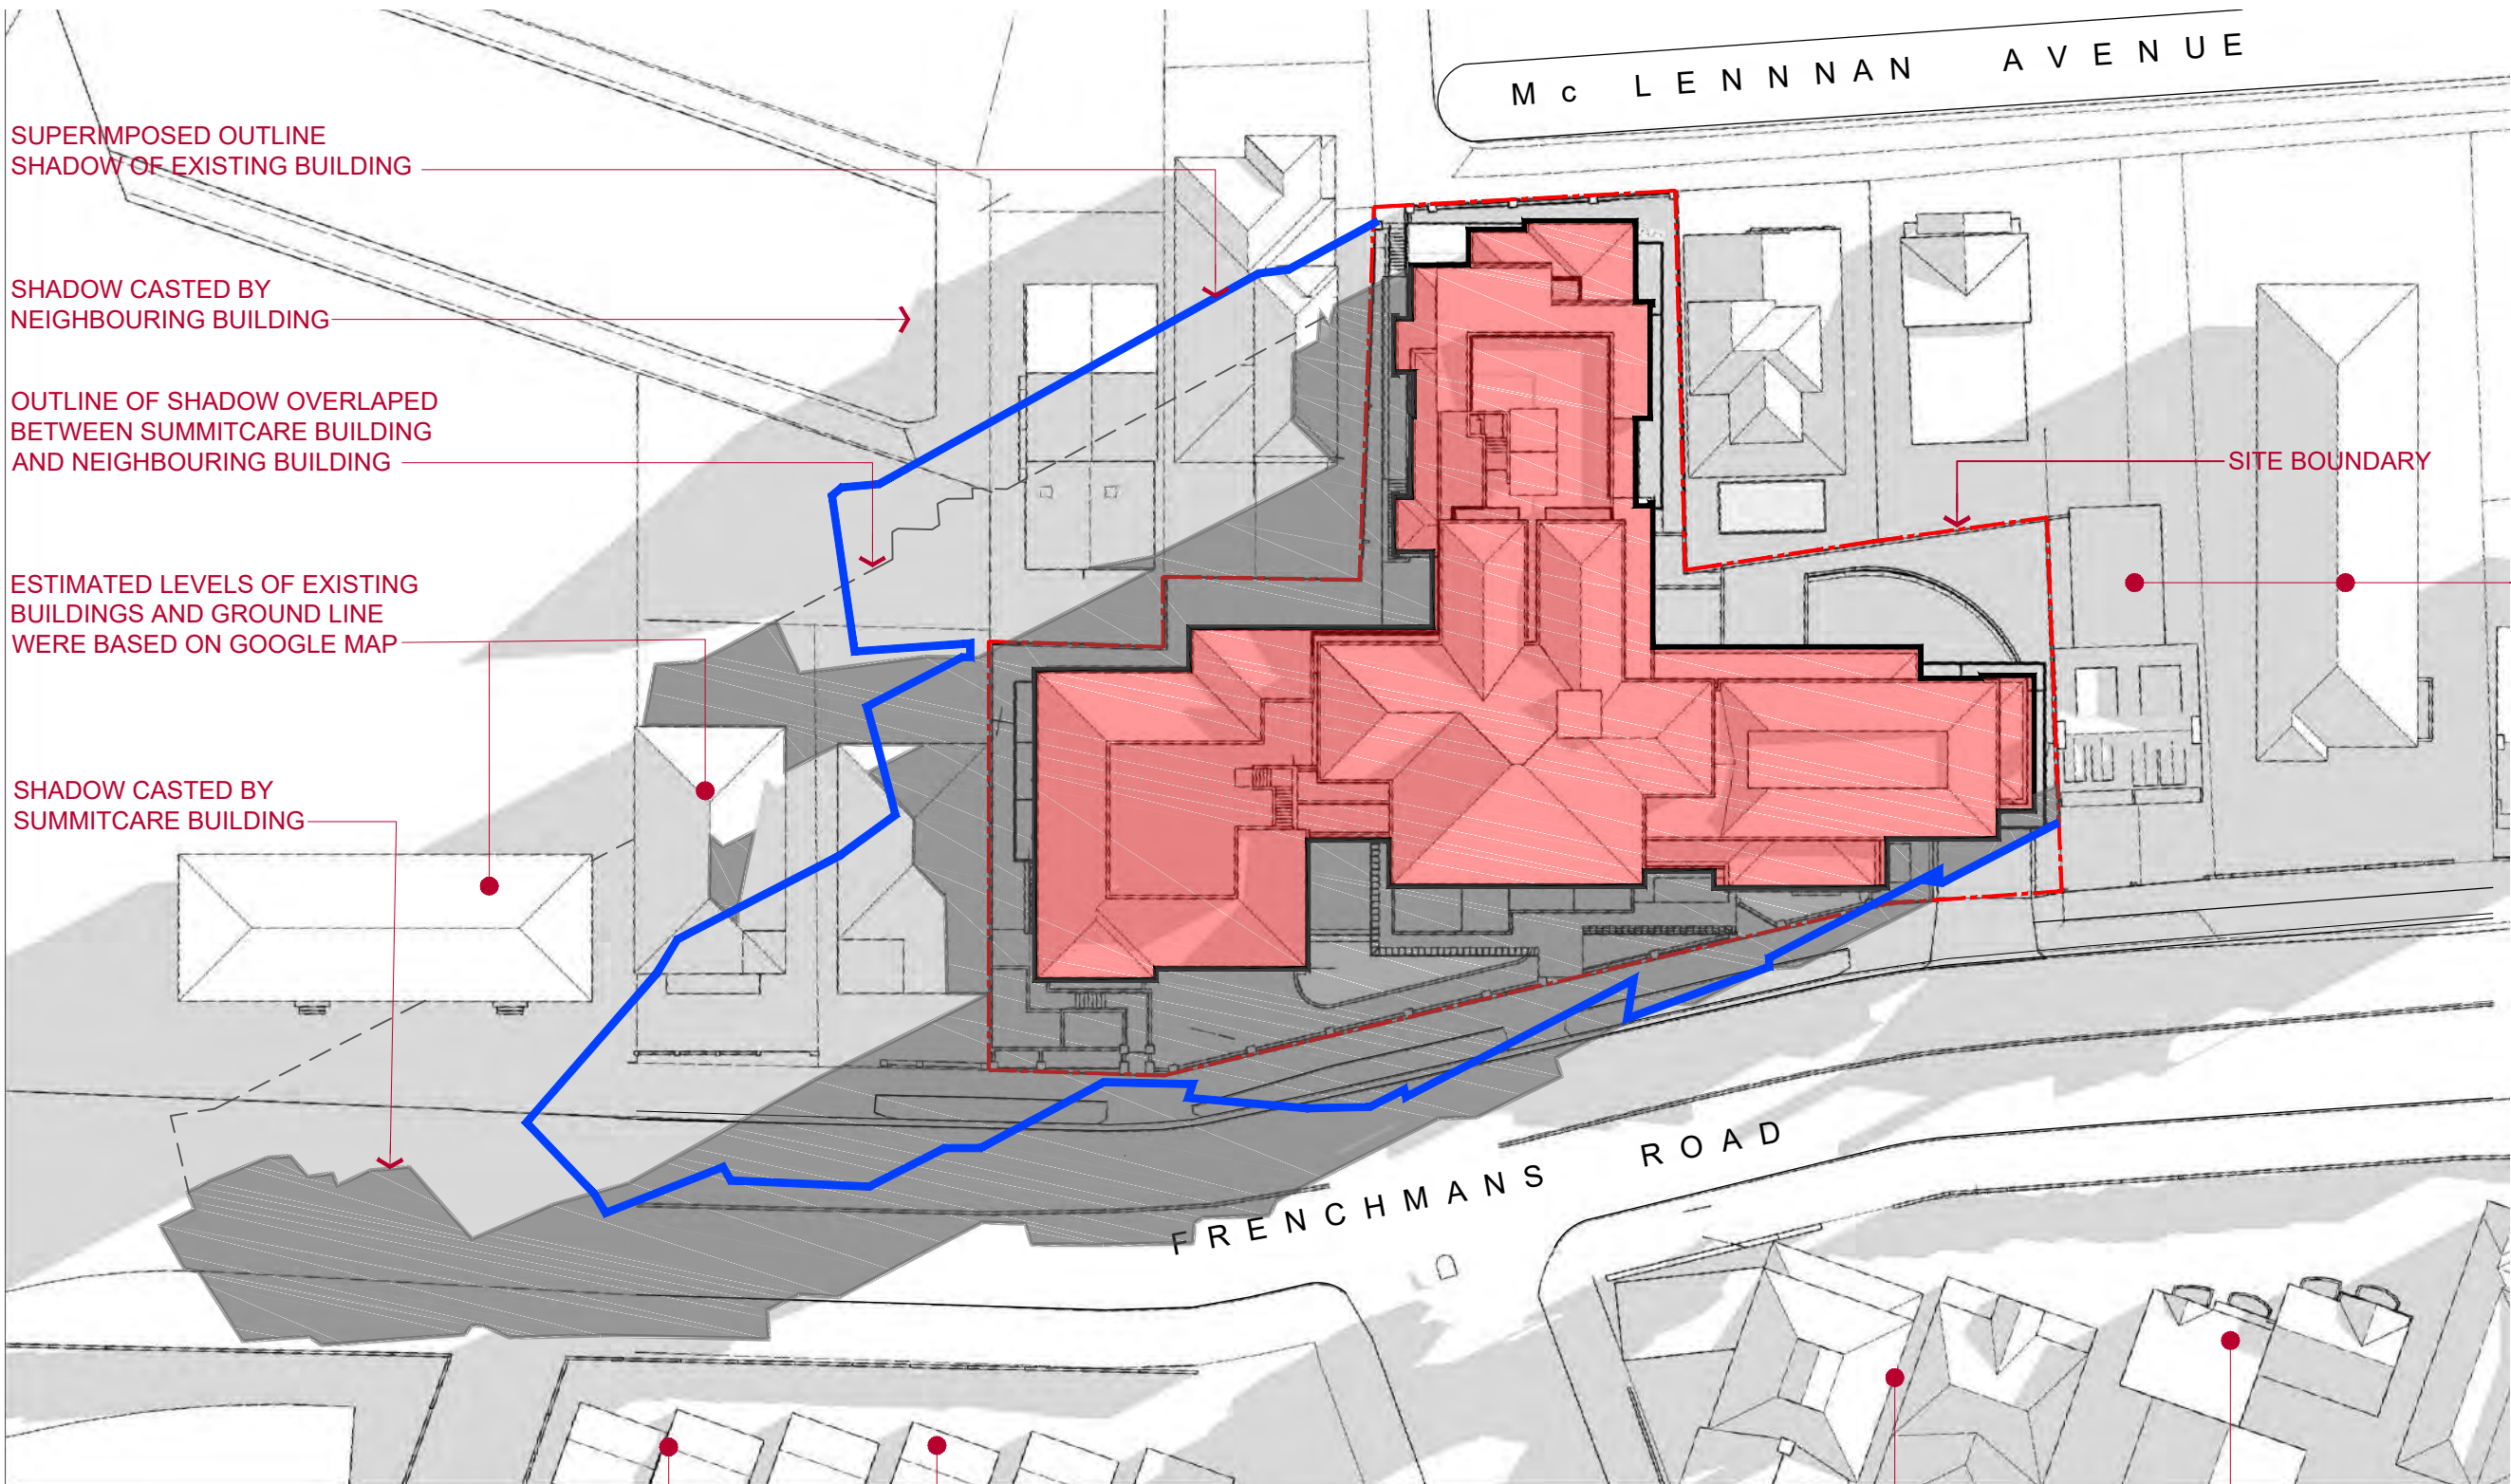 Mc LENNNAN AVENUE
SUPERIMPOSED OUTLINE
SHADOW OF EXISTING BUILDING
SHADOW CASTED BY
NEIGHBOURING BUILDING
OUTLINE OF SHADOW OVERLAPED
BETWEEN SUMMITCARE BUILDING
AND NEIGHBOURING BUILDING
SITE BOUNDARY
ESTIMATED LEVELS OF EXISTING
BUILDINGS AND GROUND LINE
WERE BASED ON GOOGLE MAP
SHADOW CASTED BY
SUMMITCARE BUILDING
FRENCHMANS ROAD